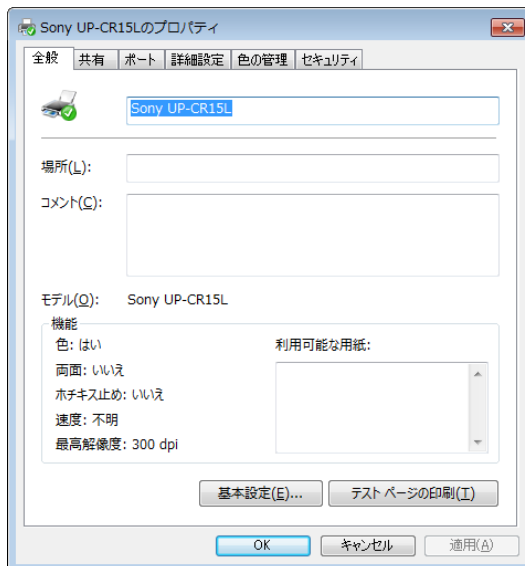 Sony UP-CR15Lのプロパティ
全般 共有 ポート 詳細設定 色の管理 セキュリティ
Sony UP-CR15L
場所(L):
コメント(C):
モデル(O): Sony UP-CR15L
機能
色: はい 利用可能な用紙:
両面: いいえ
ホチキス止め: いいえ
速度: 不明
最高解像度: 300 dpi
基本設定(E)... テスト ページの印刷(T)
OK キャンセル 適用(A)